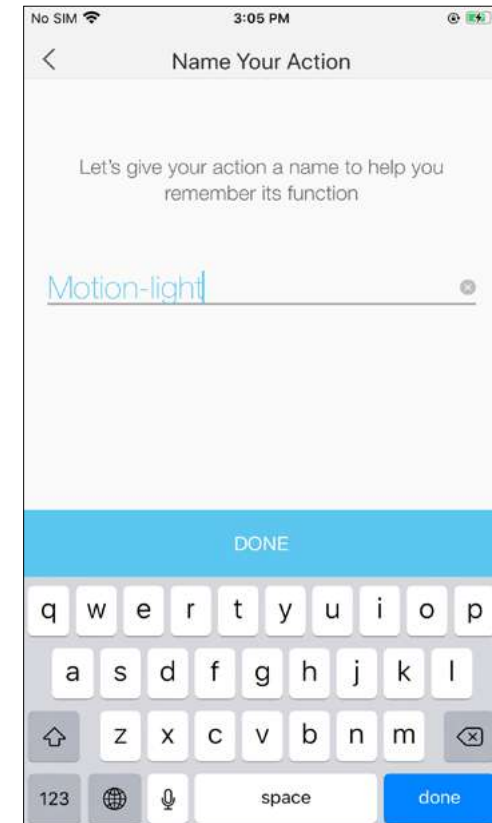 No SIM 3:05 PM
Name Your Action
Let's give your action a name to help you
remember its function
Motion-light
DONE
q w e r t y u i o p
a s d f g h j k l
z x c v b n m
123 space done